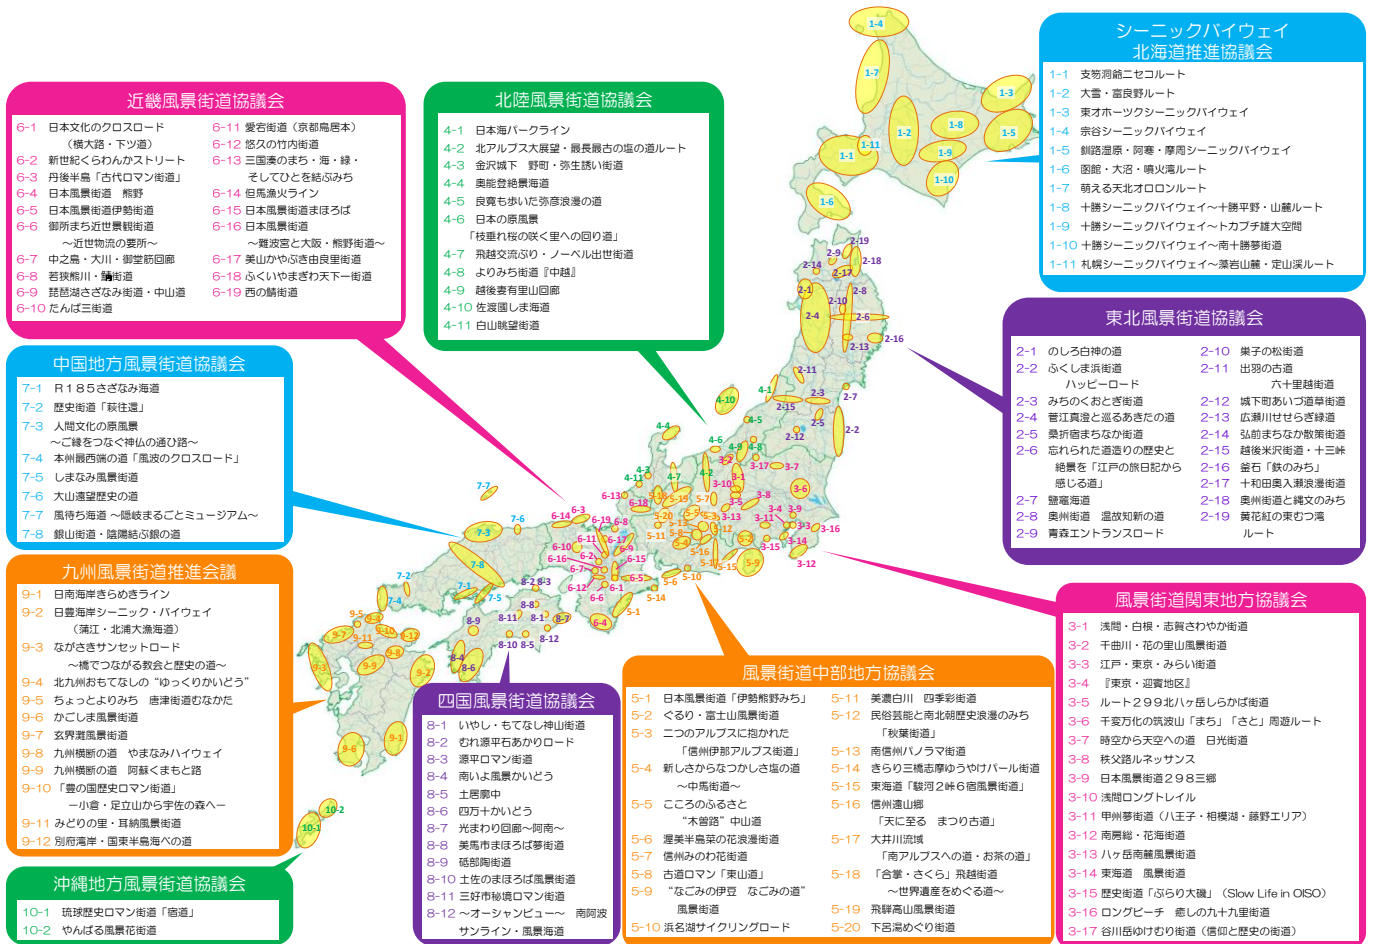 シーニックバイウェイ
北海道推進協議会
1-1 支笏洞爺ニセコルート
1-2 大雪・富良野ルート
1-3 東オホーツクシーニックバイウェイ
1-4 宗谷シーニックバイウェイ
1-5 釧路湿原・阿寒・摩周シーニックバイウェイ
1-6 函館・大沼・噴火湾ルート
1-7 萌える天北オロロンルート
1-8 十勝シーニックバイウェイ～十勝平野・山麓ルート
1-9 十勝シーニックバイウェイ～トカプチ雄大空間
1-10 十勝シーニックバイウェイ～南十勝夢街道
1-11 札幌シーニックバイウェイ～藻岩山麓・定山渓ルート
近畿風景街道協議会
6-1 日本文化のクロスロード
（横大路・下ツ道）
6-2 新世紀くらわんかストリート
6-3 丹後半島「古代ロマン街道」
6-4 日本風景街道 熊野
6-5 日本風景街道伊勢街道
6-6 御所まち近世景観街道
～近世物流の要所～
6-7 中之島・大川・御堂筋回廊
6-8 若狭熊川・鯖街道
6-9 琵琶湖さざなみ街道・中山道
6-10 たんば三街道
6-11 愛宕街道（京都鳥居本）
6-12 悠久の竹内街道
6-13 三国湊のまち・海・緑・
そしてひとを結ぶみち
6-14 但馬漁火ライン
6-15 日本風景街道まほろば
6-16 日本風景街道
～難波宮と大阪・熊野街道～
6-17 美山かやぶき由良里街道
6-18 ふくいやまぎわ天下一街道
6-19 西の鯖街道
北陸風景街道協議会
4-1 日本海パークライン
4-2 北アルプス大展望・最長最古の塩の道ルート
4-3 金沢城下 野町・弥生誘い街道
4-4 奥能登絶景海道
4-5 良寛も歩いた弥彦浪漫の道
4-6 日本の原風景
「枝垂れ桜の咲く里への回り道」
4-7 飛越交流ぶり・ノーベル出世街道
4-8 よりみち街道『中越』
4-9 越後妻有里山回廊
4-10 佐渡國しま海道
4-11 白山眺望街道
東北風景街道協議会
2-1 のしろ白神の道
2-2 ふくしま浜街道
ハッピーロード
2-3 みちのくおとぎ街道
2-4 菅江真澄と巡るあきたの道
2-5 桑折宿まちなか街道
2-6 忘れられた道造りの歴史と
絶景を「江戸の旅日記から
感じる道」
2-7 鹽竈海道
2-8 奥州街道 温故知新の道
2-9 青森エントランスロード
2-10 巣子の松街道
2-11 出羽の古道
六十里越街道
2-12 城下町あいづ道草街道
2-13 広瀬川せせらぎ緑道
2-14 弘前まちなか散策街道
2-15 越後米沢街道・十三峠
2-16 釜石「鉄のみち」
2-17 十和田奥入瀬浪漫街道
2-18 奥州街道と縄文のみち
2-19 黄花紅の東むつ湾
ルート
中国地方風景街道協議会
7-1 Ｒ１８５さざなみ海道
7-2 歴史街道「萩往還」
7-3 人間文化の原風景
～ご縁をつなぐ神仏の通ひ路～
7-4 本州最西端の道「風波のクロスロード」
7-5 しまなみ風景街道
7-6 大山遠望歴史の道
7-7 風待ち海道 ～隠岐まるごとミュージアム～
7-8 銀山街道・陰陽結ぶ銀の道
九州風景街道推進会議
9-1 日南海岸きらめきライン
9-2 日豊海岸シーニック・バイウェイ
（蒲江・北浦大漁海道）
9-3 ながさきサンセットロード
～橋でつながる教会と歴史の道～
9-4 北九州おもてなしの“ゆっくりかいどう”
9-5 ちょっとよりみち 唐津街道むなかた
9-6 かごしま風景街道
9-7 玄界灘風景街道
9-8 九州横断の道 やまなみハイウェイ
9-9 九州横断の道 阿蘇くまもと路
9-10 「豊の国歴史ロマン街道」
ー小倉・足立山から宇佐の森へー
9-11 みどりの里・耳納風景街道
9-12 別府湾岸・国東半島海べの道
沖縄地方風景街道協議会
10-1 琉球歴史ロマン街道「宿道」
10-2 やんばる風景花街道
四国風景街道協議会
8-1 いやし・もてなし神山街道
8-2 むれ源平石あかりロード
8-3 源平ロマン街道
8-4 南いよ風景かいどう
8-5 土居廓中
8-6 四万十かいどう
8-7 光まわり回廊～阿南～
8-8 美馬市まほろば夢街道
8-9 砥部陶街道
8-10 土佐のまほろば風景街道
8-11 三好市秘境ロマン街道
8-12 ～オーシャンビュー～ 南阿波
サンライン・風景海道
風景街道中部地方協議会
5-1 日本風景街道「伊勢熊野みち」
5-2 ぐるり・富士山風景街道
5-3 二つのアルプスに抱かれた
「信州伊那アルプス街道」
5-4 新しさからなつかしさ塩の道
～中馬街道～
5-5 こころのふるさと
“木曽路”中山道
5-6 渥美半島菜の花浪漫街道
5-7 信州みのわ花街道
5-8 古道ロマン「東山道」
5-9 “なごみの伊豆 なごみの道”
風景街道
5-10 浜名湖サイクリングロード
5-11 美濃白川 四季彩街道
5-12 民俗芸能と南北朝歴史浪漫のみち
「秋葉街道」
5-13 南信州パノラマ街道
5-14 きらり三橋志摩ゆうやけパール街道
5-15 東海道「駿河２峠６宿風景街道」
5-16 信州遠山郷
「天に至る まつり古道」
5-17 大井川流域
「南アルプスへの道・お茶の道」
5-18 「合掌・さくら」飛越街道
～世界遺産をめぐる道～
5-19 飛騨高山風景街道
5-20 下呂湯めぐり街道
風景街道関東地方協議会
3-1 浅間・白根・志賀さわやか街道
3-2 千曲川・花の里山風景街道
3-3 江戸・東京・みらい街道
3-4 『東京・迎賓地区』
3-5 ルート２９９北八ヶ岳しらかば街道
3-6 千変万化の筑波山「まち」「さと」周遊ルート
3-7 時空から天空への道 日光街道
3-8 秩父路ルネッサンス
3-9 日本風景街道２９８三郷
3-10 浅間ロングトレイル
3-11 甲州夢街道（八王子・相模湖・藤野エリア）
3-12 南房総・花海街道
3-13 八ヶ岳南麓風景街道
3-14 東海道 風景街道
3-15 歴史街道「ぶらり大磯」（Slow Life in OISO）
3-16 ロングビーチ 癒しの九十九里街道
3-17 谷川岳ゆけむり街道（信仰と歴史の街道）